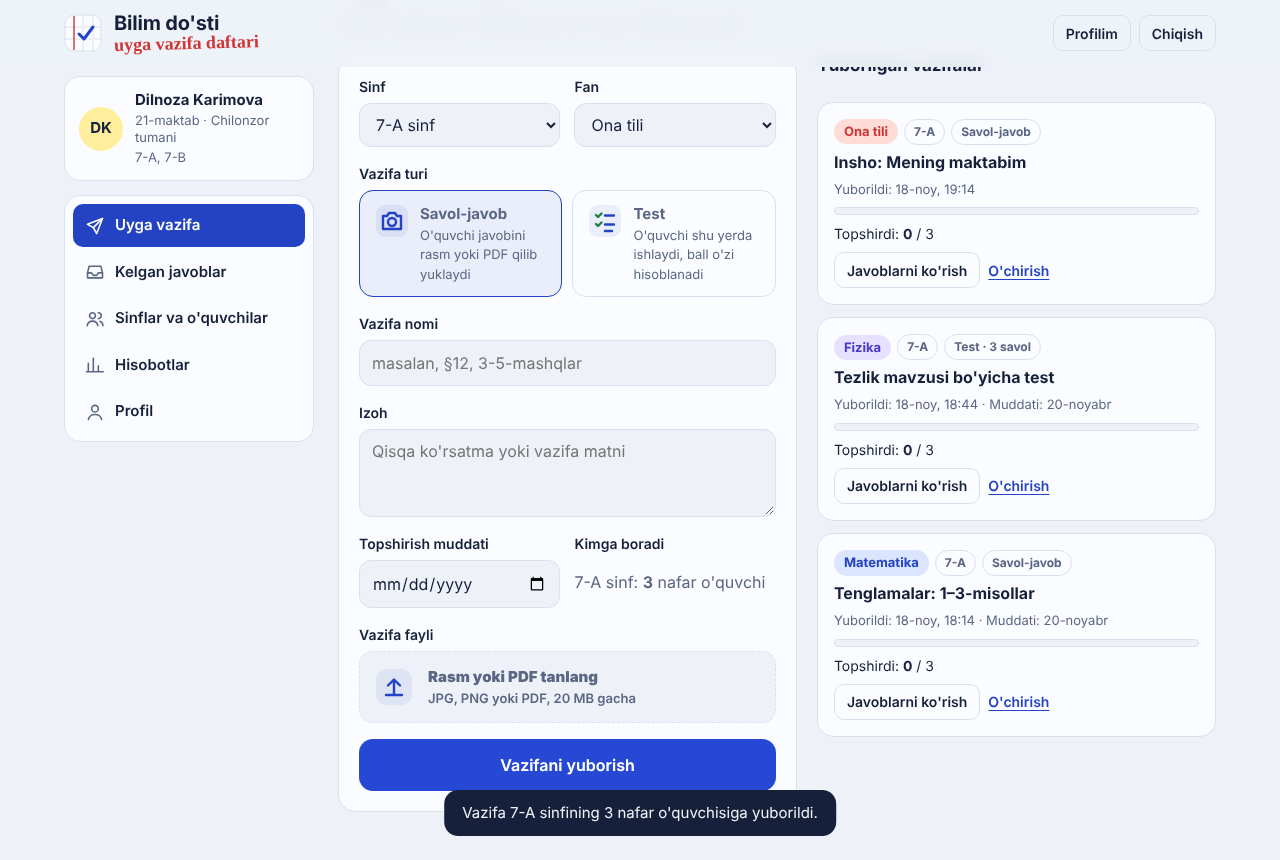 Bilim do'sti
uyga vazifa daftari
Profilim
Chiqish
DK
Dilnoza Karimova
21-maktab · Chilonzor
tumani
7-A, 7-B
Uyga vazifa
Kelgan javoblar
Sinflar va o'quvchilar
Hisobotlar
Profil
Sinf
Fan
7-A sinf
Ona tili
Vazifa turi
Savol-javob
O'quvchi javobini
rasm yoki PDF qilib
yuklaydi
Test
O'quvchi shu yerda
ishlaydi, ball o'zi
hisoblanadi
Vazifa nomi
masalan, §12, 3-5-mashqlar
Izoh
Qisqa ko'rsatma yoki vazifa matni
Topshirish muddati
Kimga boradi
mm/dd/yyyy
7-A sinf: 3 nafar o'quvchi
Vazifa fayli
Rasm yoki PDF tanlang
JPG, PNG yoki PDF, 20 MB gacha
Vazifani yuborish
Vazifa 7-A sinfining 3 nafar o'quvchisiga yuborildi.
Yuborilgan vazifalar
Ona tili 7-A Savol-javob
Insho: Mening maktabim
Yuborildi: 18-noy, 19:14
Topshirdi: 0 / 3
Javoblarni ko'rish O'chirish
Fizika 7-A Test · 3 savol
Tezlik mavzusi bo'yicha test
Yuborildi: 18-noy, 18:44 · Muddati: 20-noyabr
Topshirdi: 0 / 3
Javoblarni ko'rish O'chirish
Matematika 7-A Savol-javob
Tenglamalar: 1–3-misollar
Yuborildi: 18-noy, 18:14 · Muddati: 20-noyabr
Topshirdi: 0 / 3
Javoblarni ko'rish O'chirish